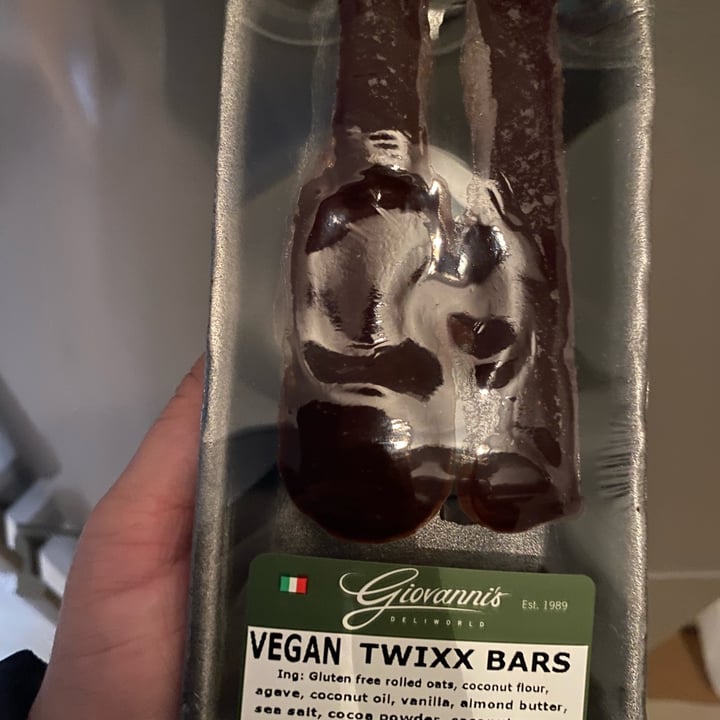 Giovanni's Est. 1989
DELIWORLD
VEGAN TWIXX BARS
Ing: Gluten free rolled oats, coconut flour,
agave, coconut oil, vanilla, almond butter,
sea salt, cocoa powder,